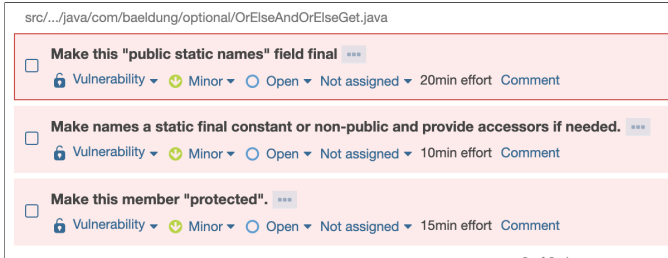 src/.../java/com/baeldung/optional/OrElseAndOrElseGet.java
Make this "public static names" field final
Vulnerability Minor Open Not assigned 20min effort Comment
Make names a static final constant or non-public and provide accessors if needed.
Vulnerability Minor Open Not assigned 10min effort Comment
Make this member "protected".
Vulnerability Minor Open Not assigned 15min effort Comment